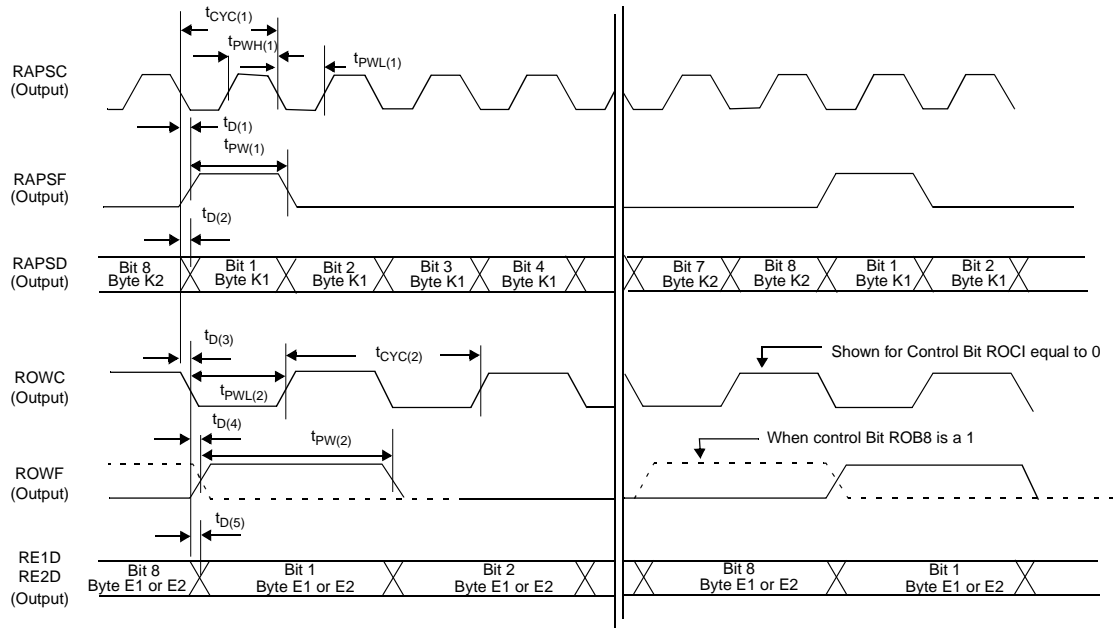 tCYC(1)
tPWH(1)
tPWL(1)
RAPSC
(Output)
tD(1)
tPW(1)
RAPSF
(Output)
tD(2)
RAPSD
(Output)
Bit 8
Byte K2
Bit 1
Byte K1
Bit 2
Byte K1
Bit 3
Byte K1
Bit 4
Byte K1
Bit 7
Byte K2
Bit 8
Byte K2
Bit 1
Byte K1
Bit 2
Byte K1
tD(3)
tCYC(2)
Shown for Control Bit ROCI equal to 0
ROWC
(Output)
tPWL(2)
tD(4)
tPW(2)
When control Bit ROB8 is a 1
ROWF
(Output)
tD(5)
RE1D
RE2D
(Output)
Bit 8
Byte E1 or E2
Bit 1
Byte E1 or E2
Bit 2
Byte E1 or E2
Bit 8
Byte E1 or E2
Bit 1
Byte E1 or E2